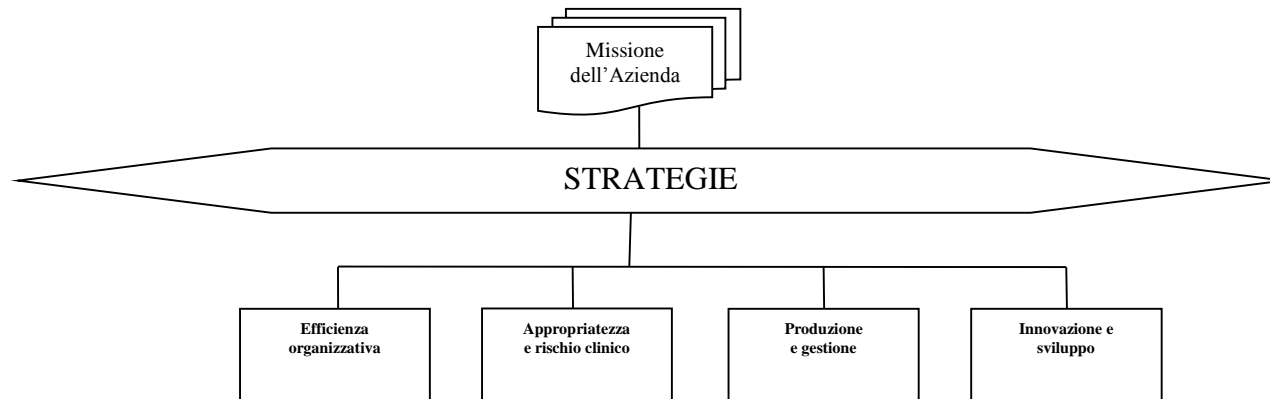 Missione
dell’Azienda
STRATEGIE
Efficienza
organizzativa
Appropriatezza
e rischio clinico
Produzione
e gestione
Innovazione e
sviluppo